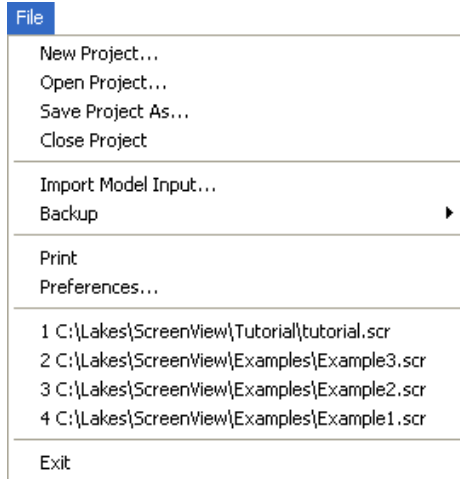 File
New Project...
Open Project...
Save Project As...
Close Project
Import Model Input...
Backup
Print
Preferences...
1 C:\Lakes\ScreenView\Tutorial\tutorial.scr
2 C:\Lakes\ScreenView\Examples\Example3.scr
3 C:\Lakes\ScreenView\Examples\Example2.scr
4 C:\Lakes\ScreenView\Examples\Example1.scr
Exit